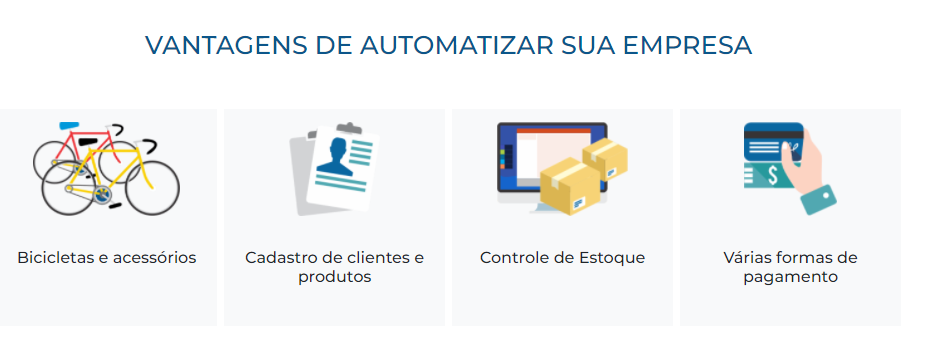 VANTAGENS DE AUTOMATIZAR SUA EMPRESA
Bicicletas e acessórios
Cadastro de clientes e
produtos
Controle de Estoque
Várias formas de
pagamento
$